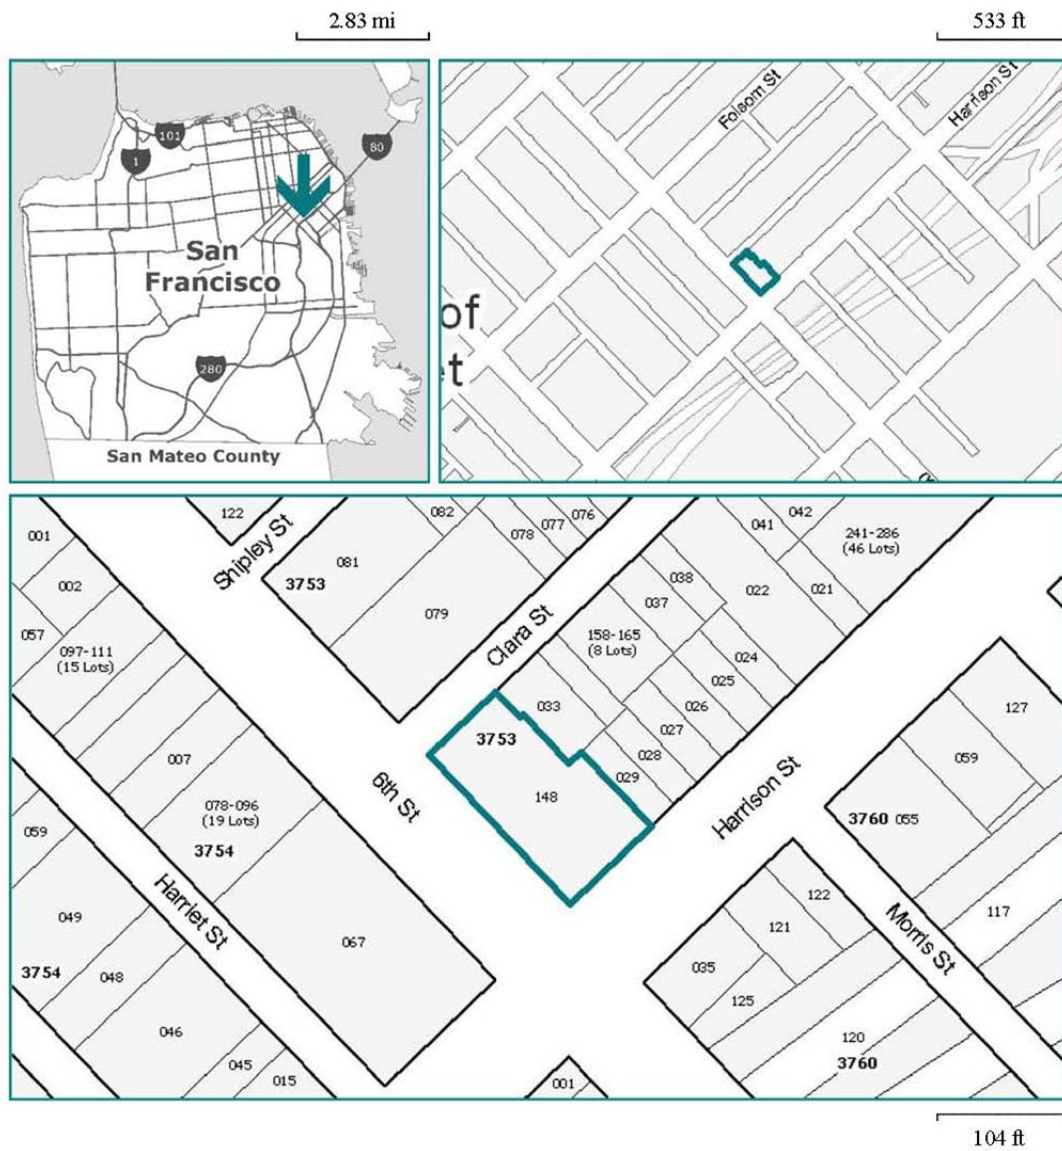 2.83 mi
533 ft
101
1
80
San
Francisco
280
San Mateo County
Folsom St
Harrison St
of
et
122
082
076
077
078
042
041
241-286
(46 Lots)
001
Shipley St
081
3753
002
079
038
037
022
021
057
097-111
(15 Lots)
Clara St
158-165
(8 Lots)
024
025
033
026
127
3753
027
007
028
059
029
6th St
148
078-096
(19 Lots)
Harrison St
3760 055
059
3754
122
Harriet St
121
117
049
067
Morris St
035
3754
048
125
046
120
3760
045
015
001
104 ft